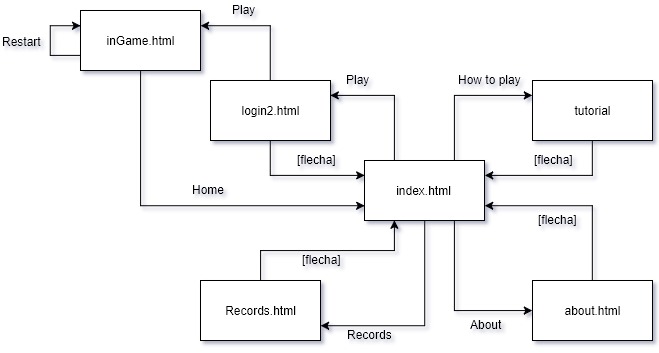 Play
Restart
inGame.html
Play
How to play
login2.html
tutorial
[flecha]
[flecha]
Home
index.html
[flecha]
[flecha]
Records.html
about.html
Records
About